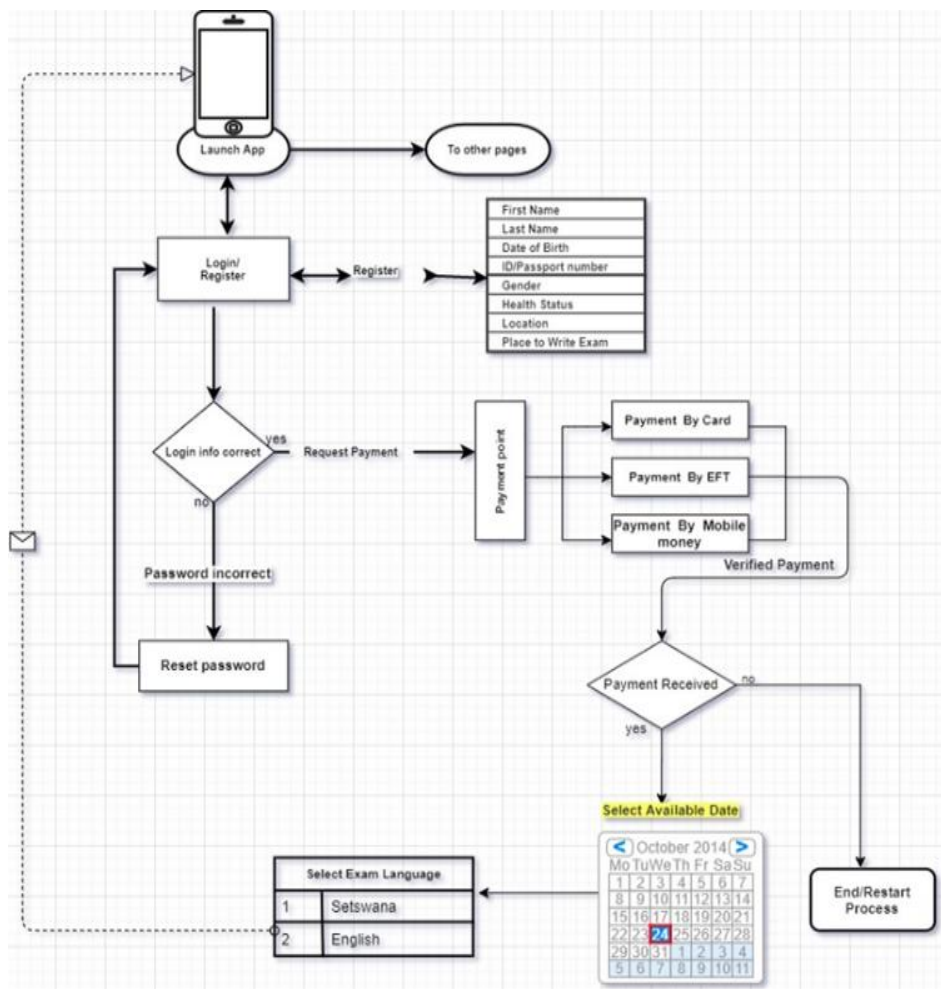 Launch App
To other pages
Login/
Register
Register
First Name
Last Name
Date of Birth
ID/Passport number
Gender
Health Status
Location
Place to Write Exam
Login info correct
yes
Request Payment
Payment point
Payment By Card
Payment By EFT
Payment By Mobile
money
Verified Payment
no
Password incorrect
Reset password
Payment Received
no
yes
Select Available Date
< October 2014 >
Mo Tu We Th Fr Sa Su
1 2 3 4 5 6 7
8 9 10 11 12 13 14
15 16 17 18 19 20 21
22 23 24 25 26 27 28
29 30 31 1 2 3 4
5 6 7 8 9 10 11
Select Exam Language
1 Setswana
2 English
End/Restart
Process